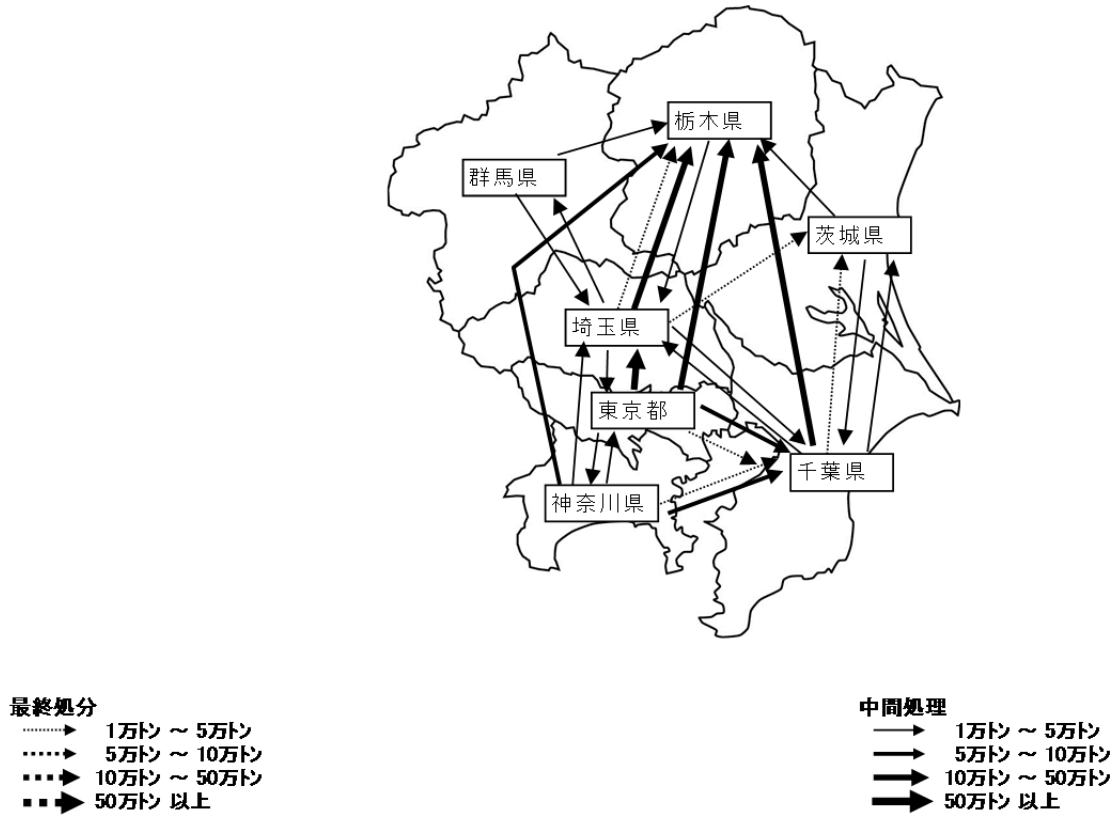 栃木県
群馬県
茨城県
埼玉県
東京都
千葉県
神奈川県
最終処分
1万トン ～ 5万トン
5万トン ～ 10万トン
10万トン ～ 50万トン
50万トン 以上
中間処理
1万トン ～ 5万トン
5万トン ～ 10万トン
10万トン ～ 50万トン
50万トン 以上